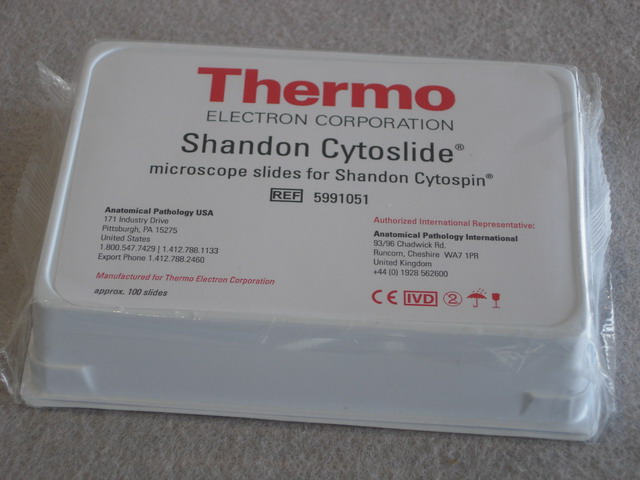 Thermo
ELECTRON CORPORATION
Shandon Cytoslide®
microscope slides for Shandon Cytospin®
REF 5991051
Anatomical Pathology USA
171 Industry Drive
Pittsburgh, PA 15275
United States
1.800.547.7429 | 1.412.788.1133
Export Phone 1.412.788.2460
Manufactured for Thermo Electron Corporation
approx. 100 slides
Authorized International Representative:
Anatomical Pathology International
93/96 Chadwick Rd.
Runcorn, Cheshire WA7 1PR
United Kingdom
+44 (0) 1928 562600
CE IVD 2